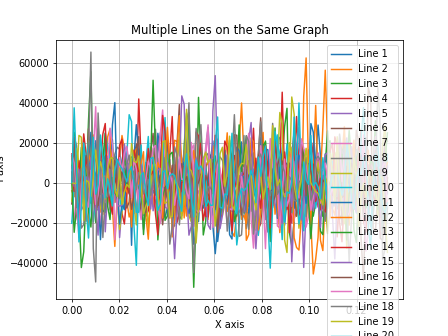 Multiple Lines on the Same Graph
60000
40000
20000
0
−20000
−40000
0.00
0.02
0.04
0.06
0.08
0.10
X axis
Line 1
Line 2
Line 3
Line 4
Line 5
Line 6
Line 7
Line 8
Line 9
Line 10
Line 11
Line 12
Line 13
Line 14
Line 15
Line 16
Line 17
Line 18
Line 19
Line 20